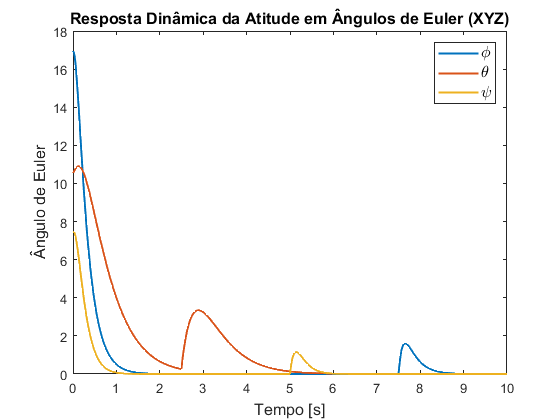 Resposta Dinâmica da Atitude em Ângulos de Euler (XYZ)
18
16
14
12
10
8
6
4
2
0
Ângulo de Euler
ϕ
θ
ψ
0 1 2 3 4 5 6 7 8 9 10
Tempo [s]